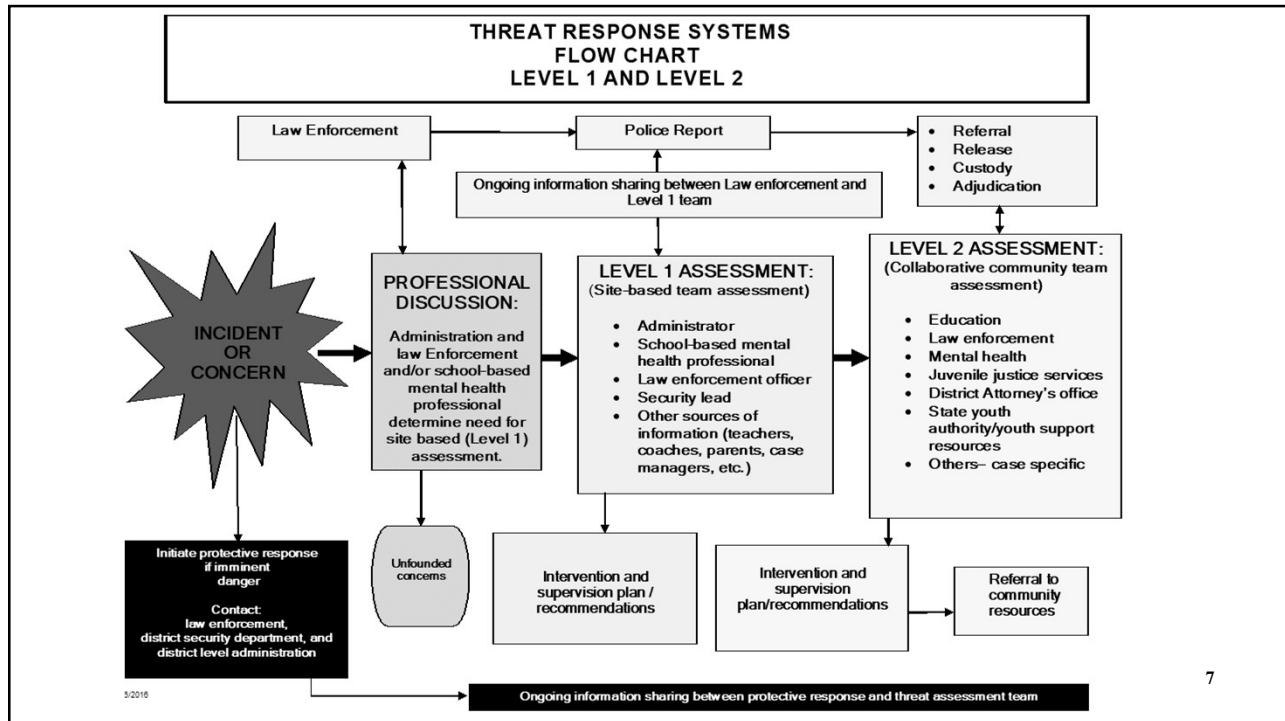 THREAT RESPONSE SYSTEMS
FLOW CHART
LEVEL 1 AND LEVEL 2
Law Enforcement
Police Report
• Referral
• Release
• Custody
• Adjudication
Ongoing information sharing between Law enforcement and
Level 1 team
INCIDENT
OR
CONCERN
PROFESSIONAL
DISCUSSION:
Administration and
law Enforcement
and/or school-based
mental health
professional
determine need for
site based (Level 1)
assessment.
LEVEL 1 ASSESSMENT:
(Site-based team assessment)
• Administrator
• School-based mental
health professional
• Law enforcement officer
• Security lead
• Other sources of
information (teachers,
coaches, parents, case
managers, etc.)
LEVEL 2 ASSESSMENT:
(Collaborative community team
assessment)
• Education
• Law enforcement
• Mental health
• Juvenile justice services
• District Attorney's office
• State youth
authority/youth support
resources
• Others– case specific
Initiate protective response
if imminent
danger
Contact:
law enforcement,
district security department, and
district level administration
Unfounded
concerns
Intervention and
supervision plan /
recommendations
Intervention and
supervision
plan/recommendations
Referral to
community
resources
5/2016
Ongoing information sharing between protective response and threat assessment team
7